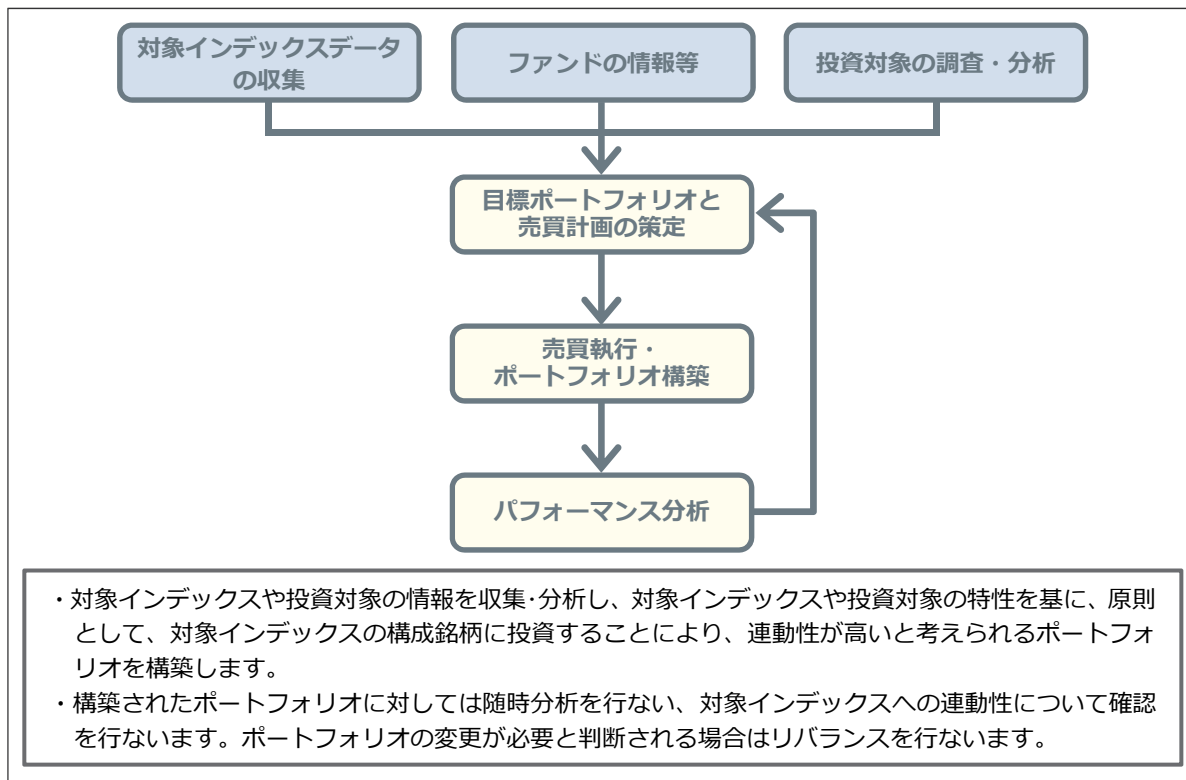 対象インデックスデータ
の収集
ファンドの情報等
投資対象の調査・分析
目標ポートフォリオと
売買計画の策定
売買執行・
ポートフォリオ構築
パフォーマンス分析
・対象インデックスや投資対象の情報を収集・分析し、対象インデックスや投資対象の特性を基に、原則
として、対象インデックスの構成銘柄に投資することにより、連動性が高いと考えられるポートフォ
リオを構築します。
・構築されたポートフォリオに対しては随時分析を行ない、対象インデックスへの連動性について確認
を行ないます。ポートフォリオの変更が必要と判断される場合はリバランスを行ないます。